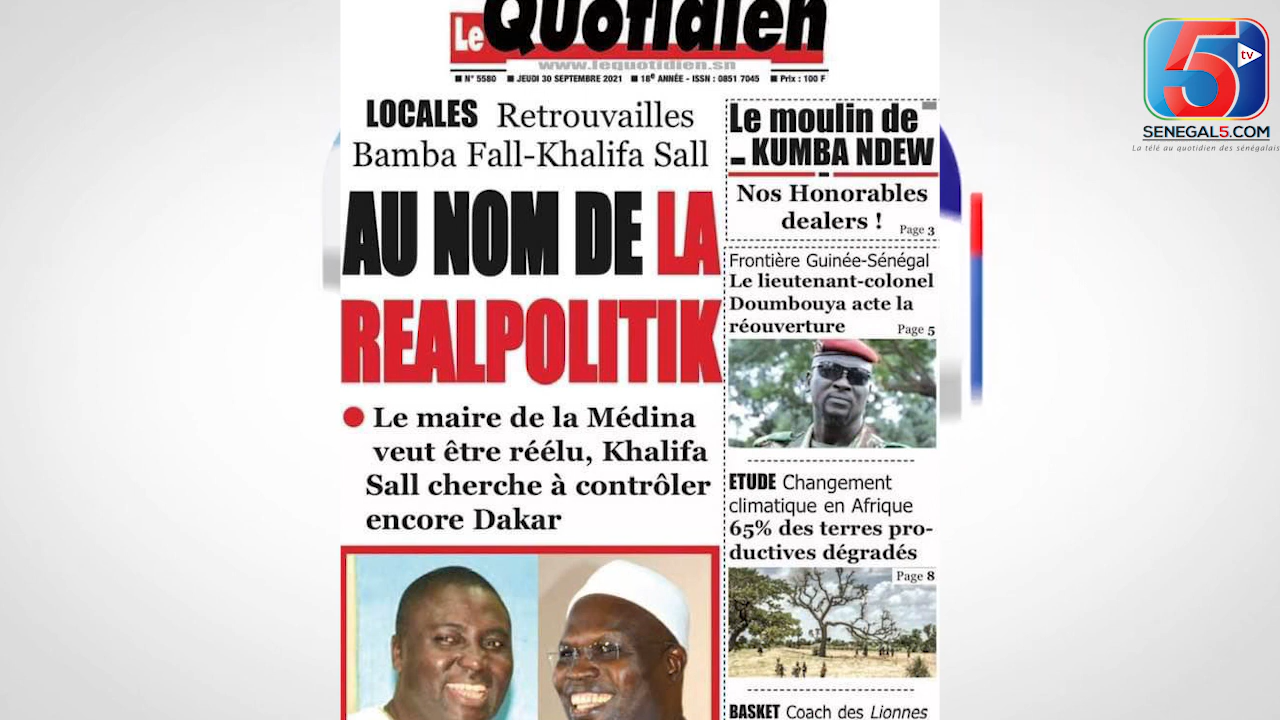 Le Quotidien
www.lequotidien.sn
N° 5580 JEUDI 30 SEPTEMBRE 2021 18e ANNÉE - ISSN : 0851 7045 Prix : 100 F
LOCALES Retrouvailles
Bamba Fall-Khalifa Sall
AU NOM DE LA
REALPOLITIK
Le maire de la Médina
veut être réélu, Khalifa
Sall cherche à contrôler
encore Dakar
Le moulin de
KUMBA NDEW
Nos Honorables
dealers !
Page 3
Frontière Guinée-Sénégal
Le lieutenant-colonel
Doumbouya acte la
réouverture
Page 5
ETUDE Changement
climatique en Afrique
65% des terres pro-
ductives dégradés
Page 8
BASKET Coach des Lionnes
5 tv
SENEGAL5.COM
La télé au quotidien des sénégalais